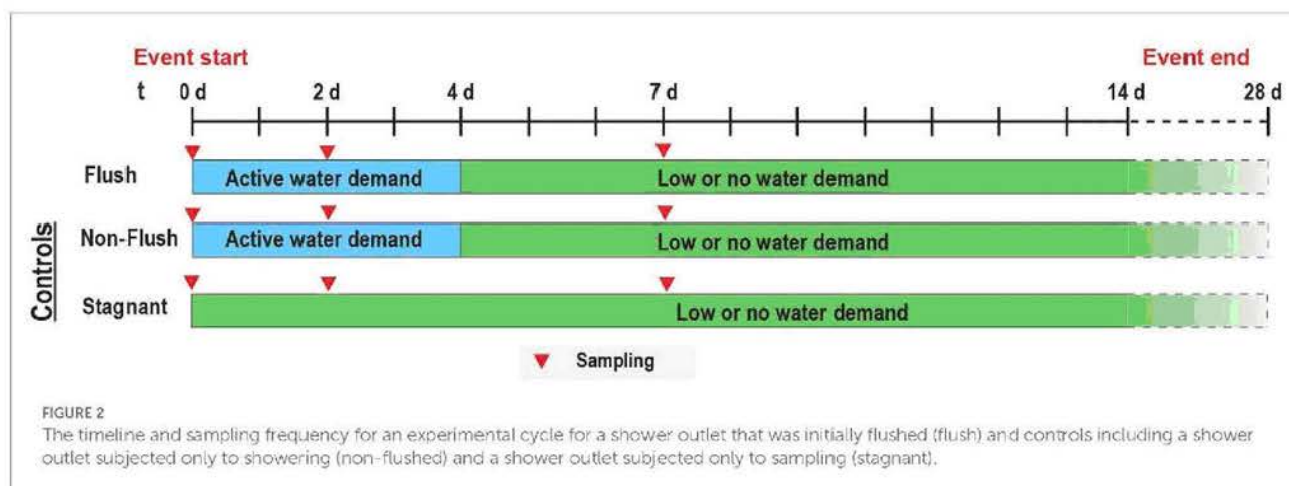 Event start
Event end
t 0 d 2 d 4 d 7 d 14 d 28 d
Flush Active water demand Low or no water demand
Controls
Non-Flush Active water demand Low or no water demand
Stagnant Low or no water demand
Sampling
FIGURE 2
The timeline and sampling frequency for an experimental cycle for a shower outlet that was initially flushed (flush) and controls including a shower
outlet subjected only to showering (non-flushed) and a shower outlet subjected only to sampling (stagnant).